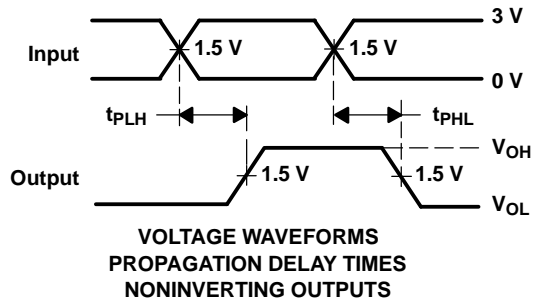 3 V
Input
1.5 V
1.5 V
0 V
tPLH
tPHL
VOH
Output
1.5 V
1.5 V
VOL
VOLTAGE WAVEFORMS
PROPAGATION DELAY TIMES
NONINVERTING OUTPUTS